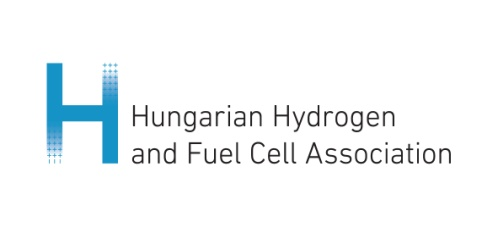 H
Hungarian Hydrogen
and Fuel Cell Association